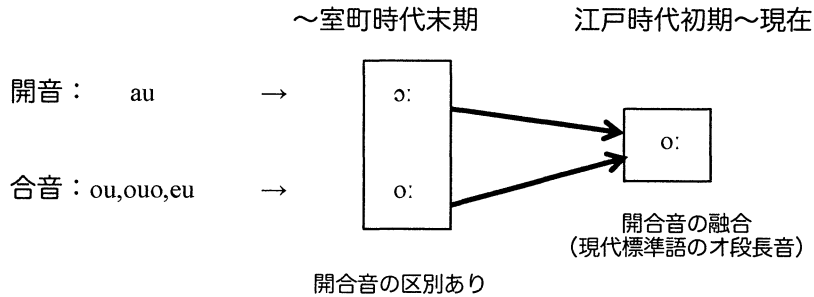 ～室町時代末期
江戸時代初期～現在
開音： au → ɔː
oː
合音：ou,ouo,eu → oː
開合音の融合
（現代標準語のオ段長音）
開合音の区別あり